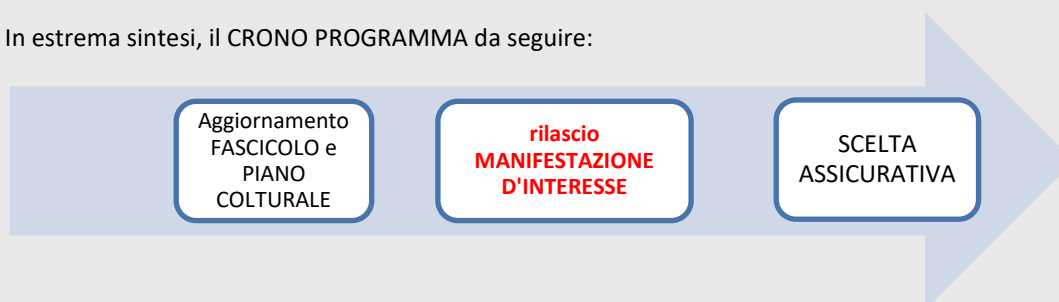 In estrema sintesi, il CRONO PROGRAMMA da seguire:
Aggiornamento
FASCICOLO e
PIANO
COLTURALE
rilascio
MANIFESTAZIONE
D'INTERESSE
SCELTA
ASSICURATIVA